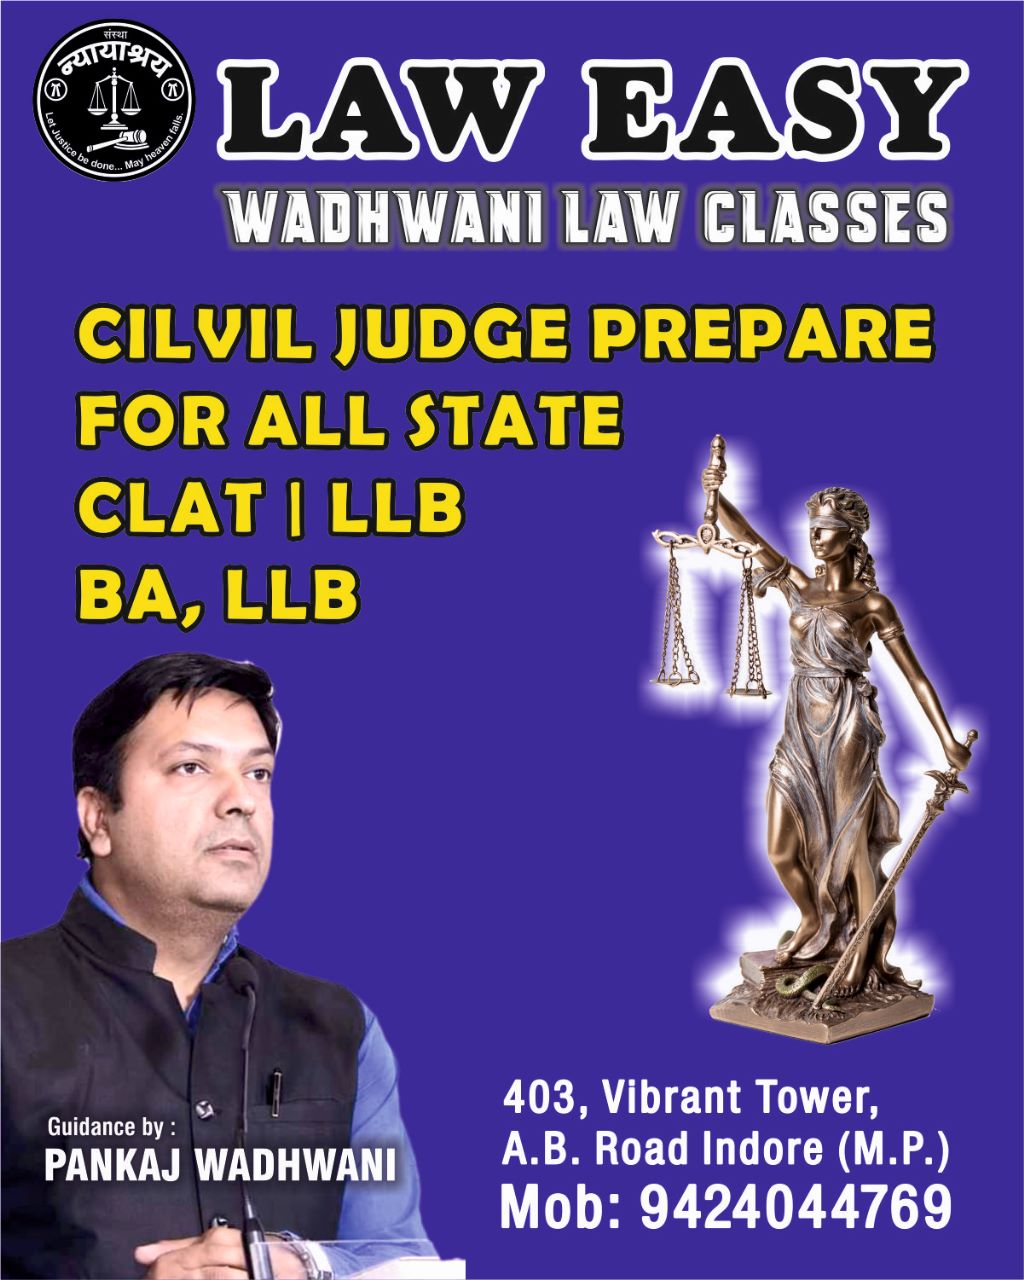 संस्था
न्यायाश्रय
Let Justice be done... May heaven falls.
LAW EASY
WADHWANI LAW CLASSES
CILVIL JUDGE PREPARE
FOR ALL STATE
CLAT | LLB
BA, LLB
Guidance by :
PANKAJ WADHWANI
403, Vibrant Tower,
A.B. Road Indore (M.P.)
Mob: 9424044769